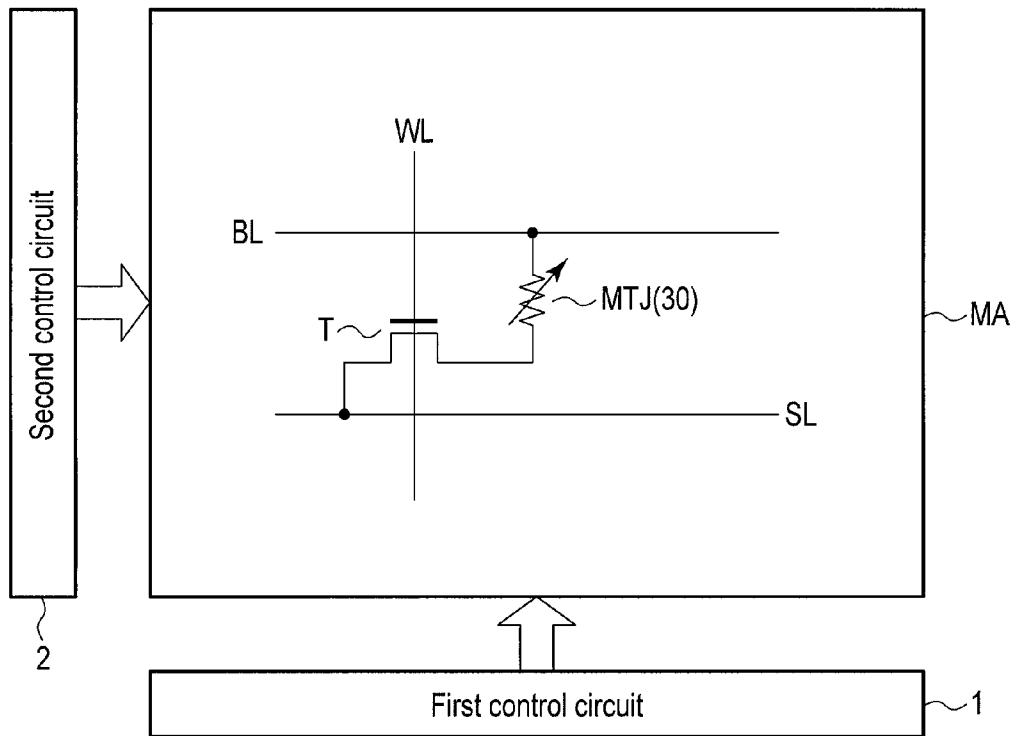 Second control circuit
2
WL
BL
MTJ(30)
T
MA
SL
First control circuit
1